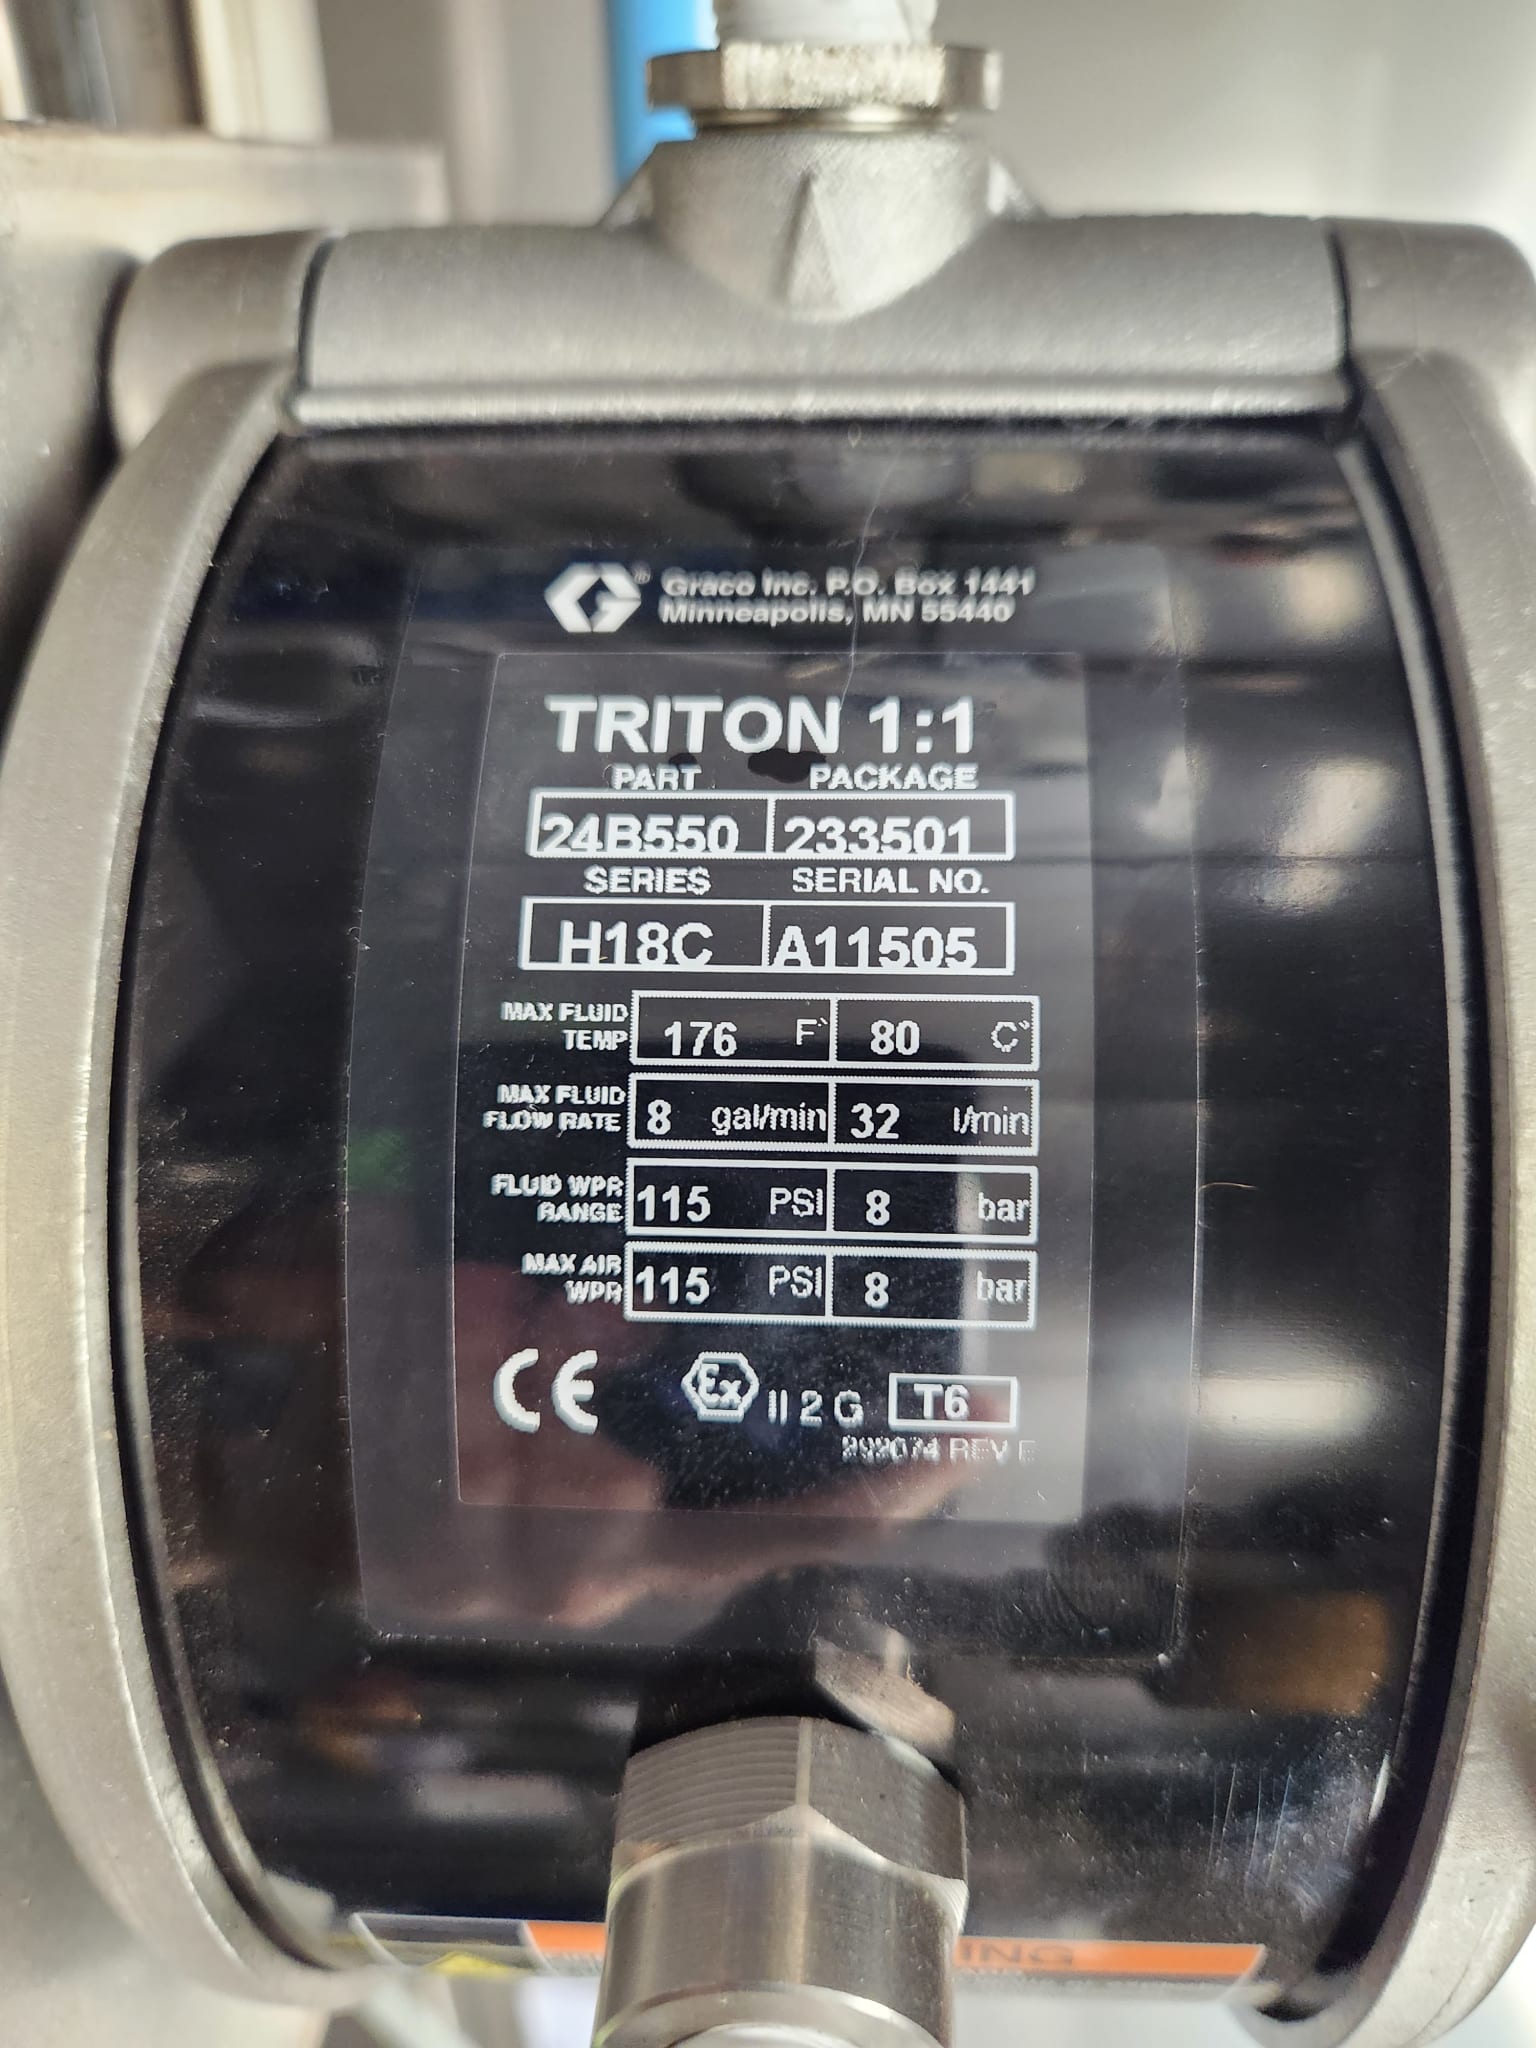 Graco Inc. P.O. Box 1441
Minneapolis, MN 55440
TRITON 1:1
PART PACKAGE
24B550 233501
SERIES SERIAL NO.
H18C A11505
MAX FLUID TEMP 176 F° 80 C°
MAX FLUID FLOW RATE 8 gal/min 32 l/min
FLUID WPR RANGE 115 PSI 8 bar
MAX AIR WPR 115 PSI 8 bar
CE Ex II 2 G T6
REV E
ING